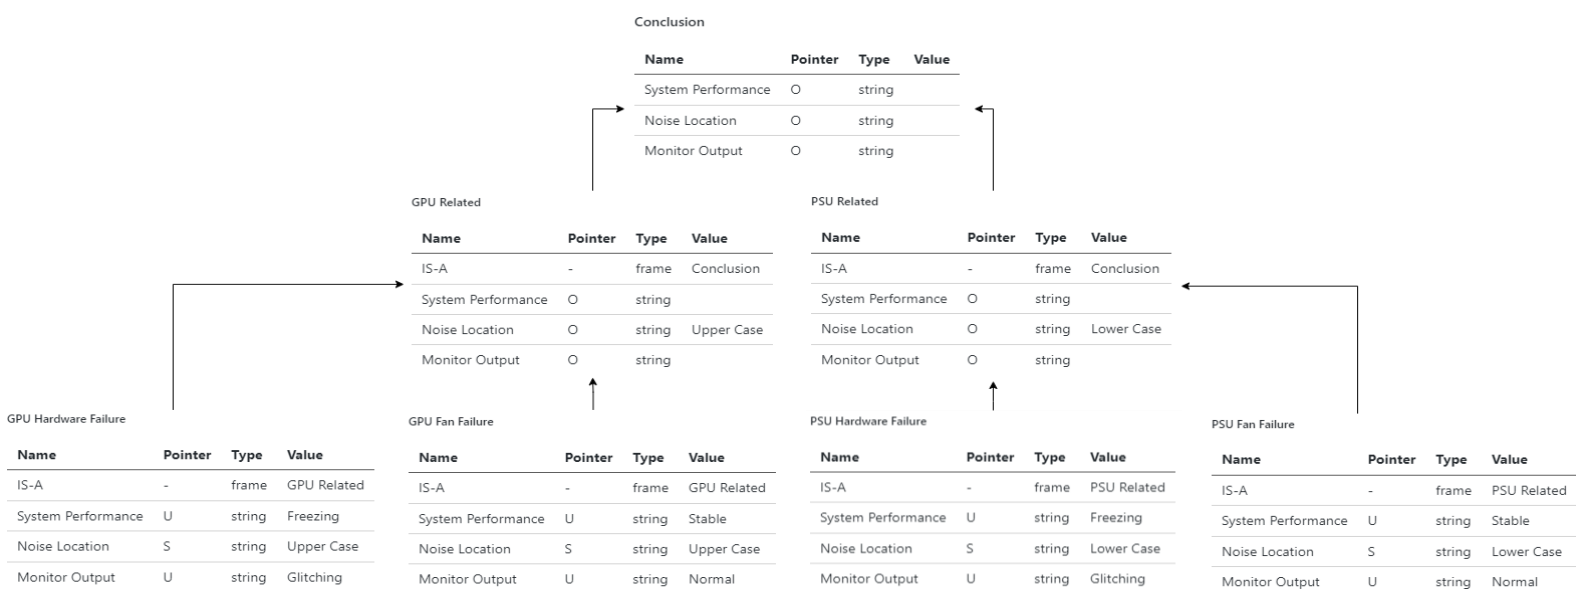 Conclusion
Name Pointer Type Value
System Performance O string
Noise Location O string
Monitor Output O string
GPU Related
Name Pointer Type Value
IS-A - frame Conclusion
System Performance O string
Noise Location O string Upper Case
Monitor Output O string
PSU Related
Name Pointer Type Value
IS-A - frame Conclusion
System Performance O string
Noise Location O string Lower Case
Monitor Output O string
GPU Hardware Failure
Name Pointer Type Value
IS-A - frame GPU Related
System Performance U string Freezing
Noise Location S string Upper Case
Monitor Output U string Glitching
GPU Fan Failure
Name Pointer Type Value
IS-A - frame GPU Related
System Performance U string Stable
Noise Location S string Upper Case
Monitor Output U string Normal
PSU Hardware Failure
Name Pointer Type Value
IS-A - frame PSU Related
System Performance U string Freezing
Noise Location S string Lower Case
Monitor Output U string Glitching
PSU Fan Failure
Name Pointer Type Value
IS-A - frame PSU Related
System Performance U string Stable
Noise Location S string Lower Case
Monitor Output U string Normal